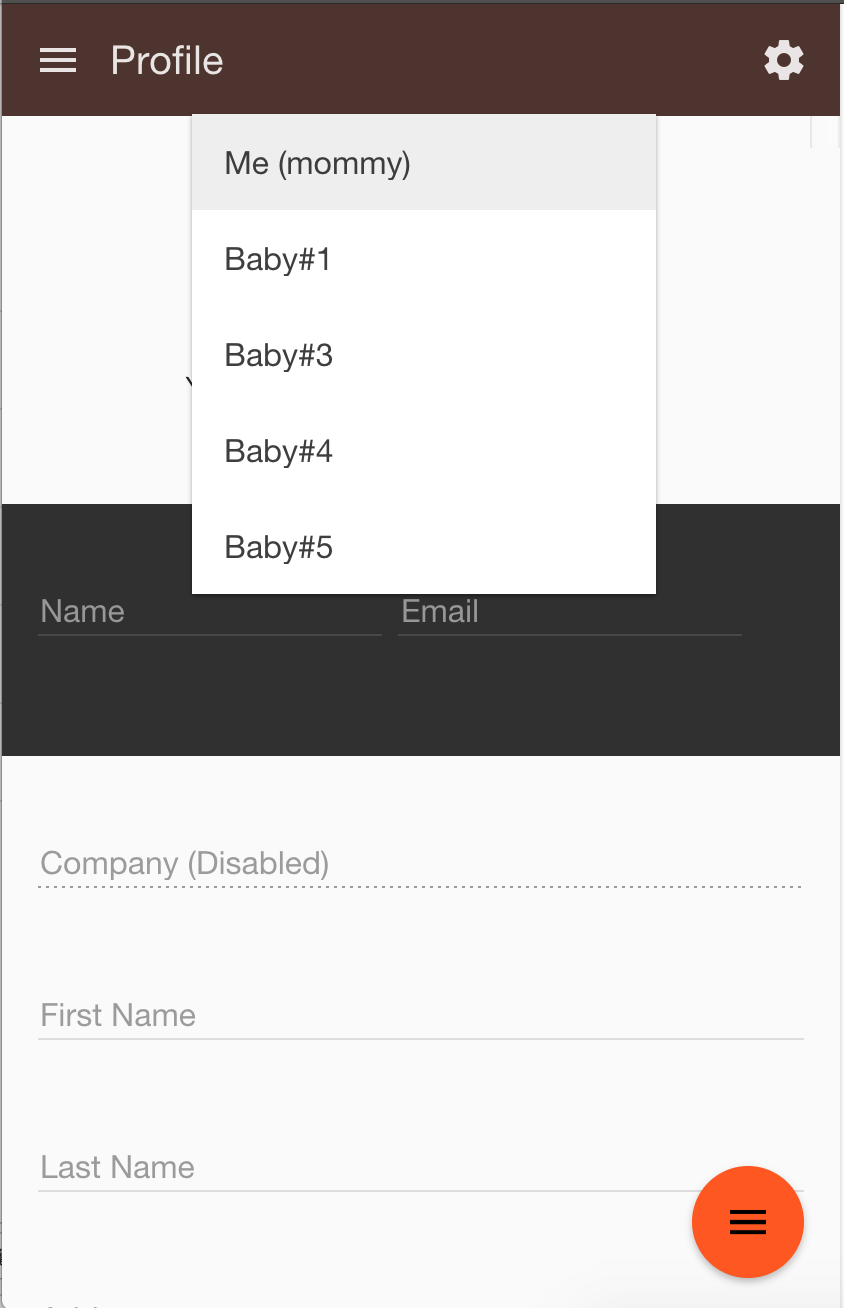 Profile
Me (mommy)
Baby#1
Baby#3
Baby#4
Baby#5
Name
Email
Company (Disabled)
First Name
Last Name